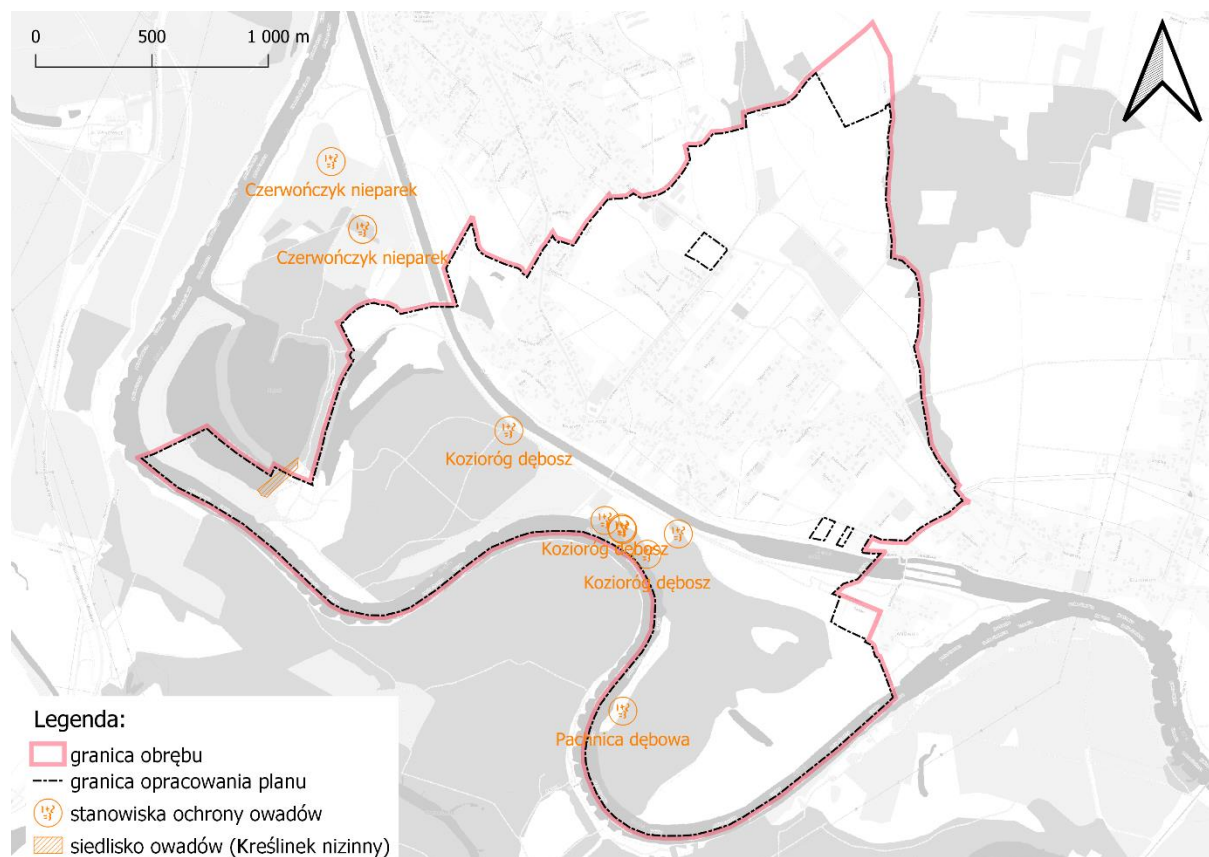 0 500 1 000 m
Czerwończyk nieparek
Czerwończyk nieparek
Kozioróg dębosz
Kozioróg dębosz
Kozioróg dębosz
Pachnica dębowa
Legenda:
granica obrębu
granica opracowania planu
stanowiska ochrony owadów
siedlisko owadów (Kreślinek nizinny)